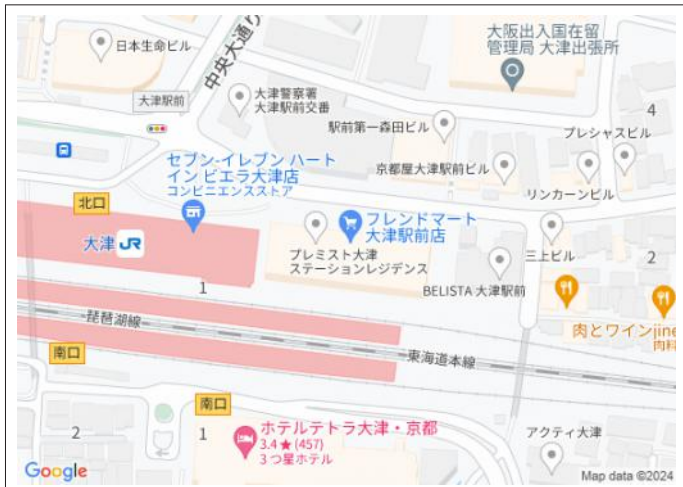 日本生命ビル
中央大通り
大阪出入国在留
管理局 大津出張所
大津駅前
大津警察署
大津駅前交番
4
駅前第一森田ビル
プレシャスビル
セブン-イレブン ハート
イン ビエラ大津店
コンビニエンスストア
京都屋大津駅前ビル
リンカーンビル
北口
フレンドマート
大津駅前店
大津 JR
プレミスト大津
ステーションレジデンス
三上ビル
2
1
BELISTA 大津駅前
琵琶湖線
肉とワインjine
肉料
東海道本線
南口
南口
2
1
ホテルテトラ大津・京都
3.4 ★ (457)
3 つ星ホテル
アクティ大津
Google
Map data ©2024